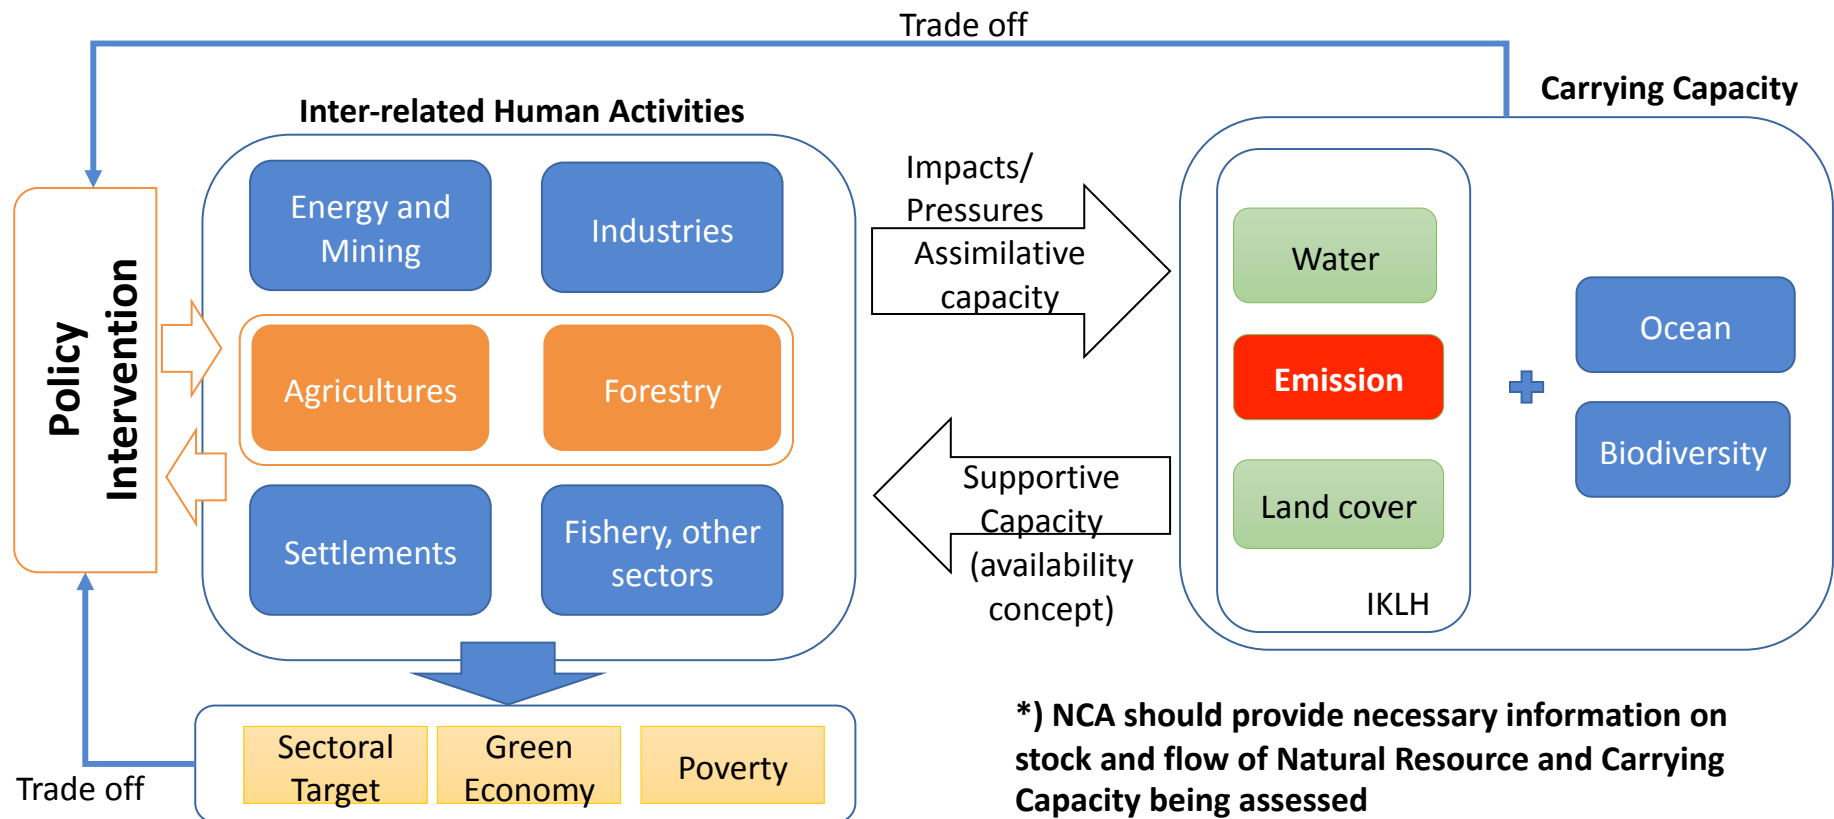 Trade off
Carrying Capacity
Inter-related Human Activities
Policy
Intervention
Energy and
Mining
Industries
Agricultures
Forestry
Settlements
Fishery, other
sectors
Impacts/
Pressures
Assimilative
capacity
Supportive
Capacity
(availability
concept)
Water
Emission
Land cover
IKLH
Ocean
Biodiversity
Sectoral
Target
Green
Economy
Poverty
Trade off
*) NCA should provide necessary information on
stock and flow of Natural Resource and Carrying
Capacity being assessed